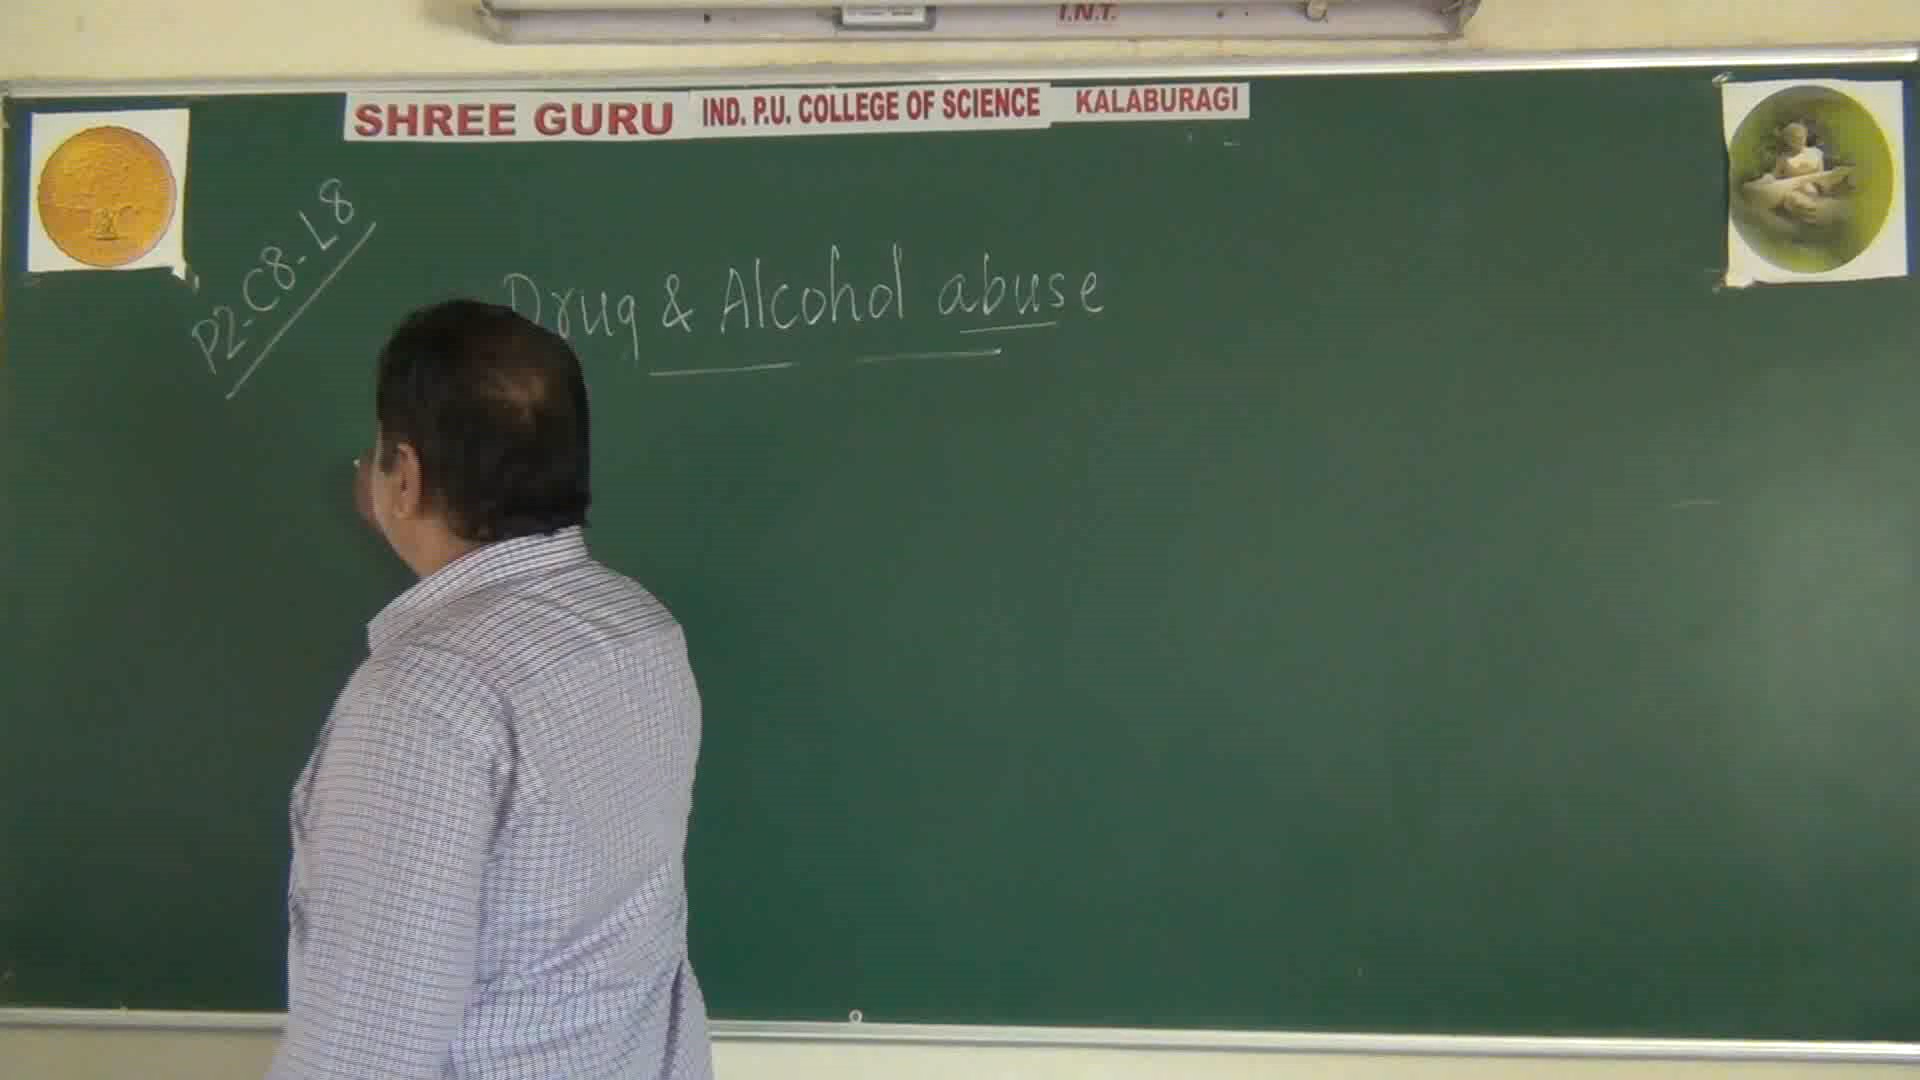 I.N.T.
SHREE GURU IND. P.U. COLLEGE OF SCIENCE KALABURAGI
P2-C8-L8
Drug & Alcohol abuse